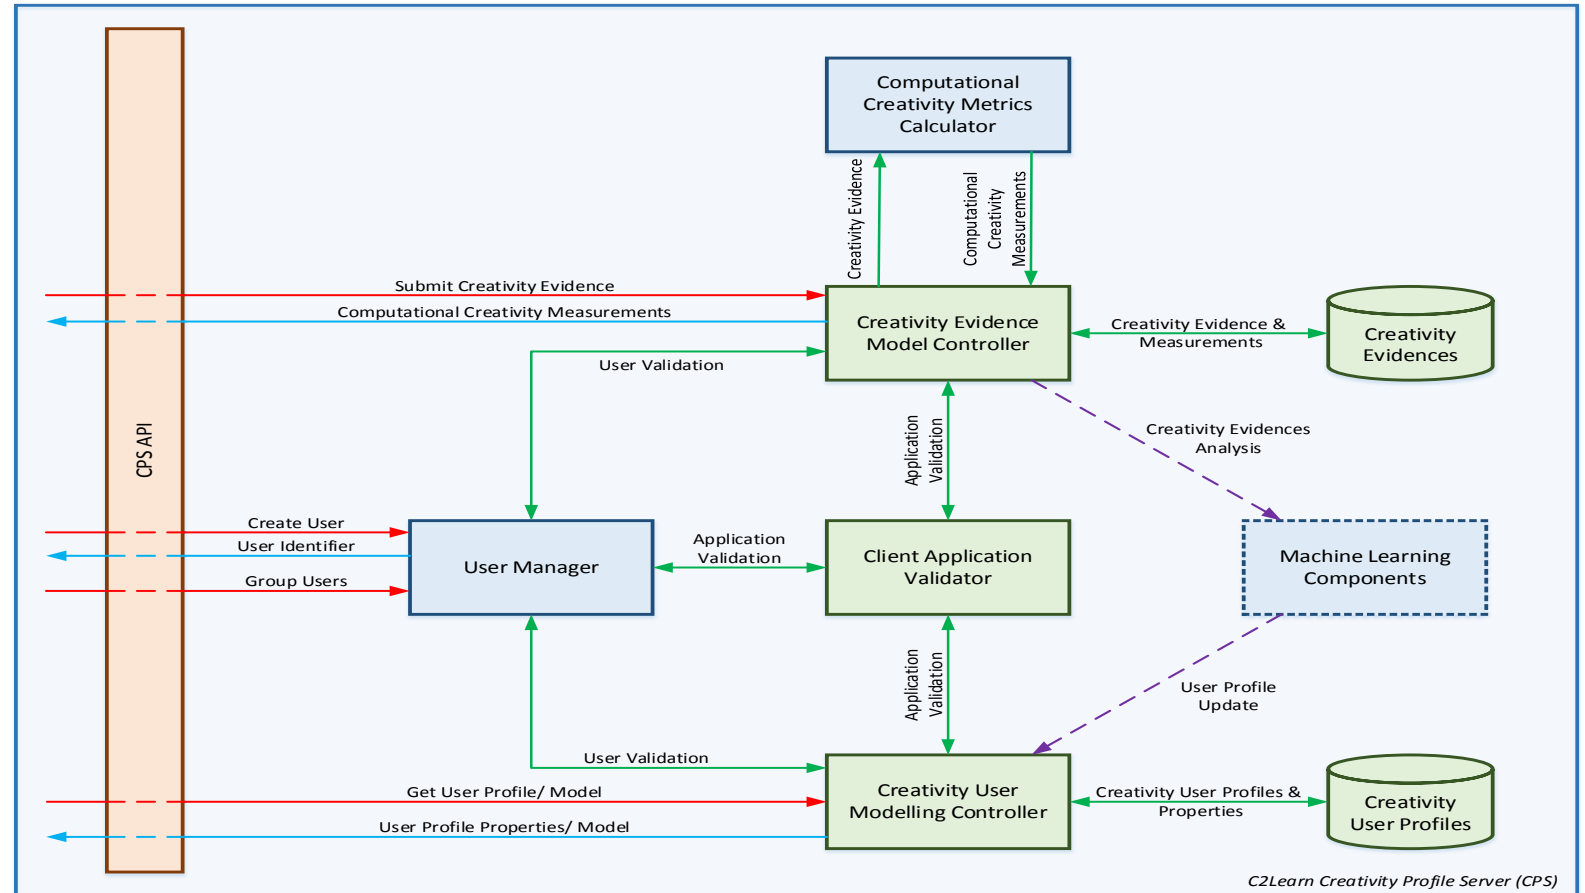 Computational
Creativity Metrics
Calculator
Creativity Evidence
Computational
Creativity
Measurements
Submit Creativity Evidence
Computational Creativity Measurements
Creativity Evidence
Model Controller
Creativity Evidence &
Measurements
Creativity
Evidences
User Validation
CPS API
Application
Validation
Creativity Evidences
Analysis
Create User
User Identifier
Group Users
User Manager
Application
Validation
Client Application
Validator
Machine Learning
Components
Application
Validation
User Profile
Update
User Validation
Get User Profile/ Model
User Profile Properties/ Model
Creativity User
Modelling Controller
Creativity User Profiles &
Properties
Creativity
User Profiles
C2Learn Creativity Profile Server (CPS)